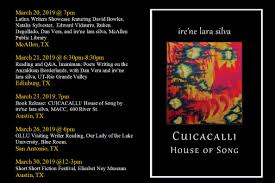 March 20, 2019 @ 7pm
Latinx Writers Showcase featuring David Bowles,
Natalia Sylvester, Edward Vidaurre, Ruben
Degollado, Dan Vera, and ire'ne lara silva, McAllen
Public Library
McAllen, TX
March 21, 2019 @ 6:30pm-8:30pm
Reading and Q&A, Imaniman: Poets Writing on the
Anzaldúan Borderlands, with Dan Vera and ire'ne
lara silva, UT-Rio Grande Valley
Edinburg, TX
March 23, 2019, 7pm
Book Release: CUICACALLI House of Song by
ire'ne lara silva, MACC, 600 River St.
Austin, TX
March 26, 2019 @ 6pm
OLLU Visiting Writer Reading, Our Lady of the Lake
University, Blue Room,
San Antonio, TX
March 30, 2019 @12-3pm
Short Short Fiction Festival, Elisabet Ney Museum
Austin, TX
ire'ne lara silva
CUICACALLI
HOUSE OF SONG